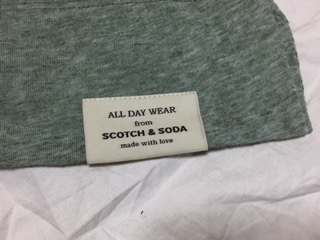 ALL DAY WEAR
from
SCOTCH & SODA
made with love